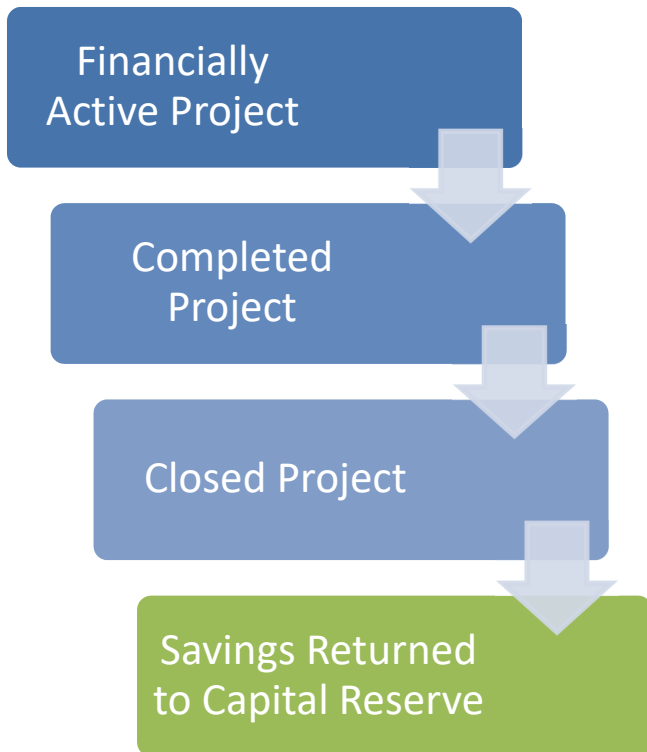 Financially
Active Project
Completed
Project
Closed Project
Savings Returned
to Capital Reserve